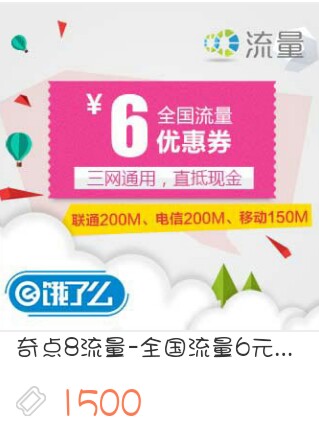 流量
¥6 全国流量
优惠券
三网通用，直抵现金
联通200M、电信200M、移动150M
饿了么
奇点8流量-全国流量6元...
1500